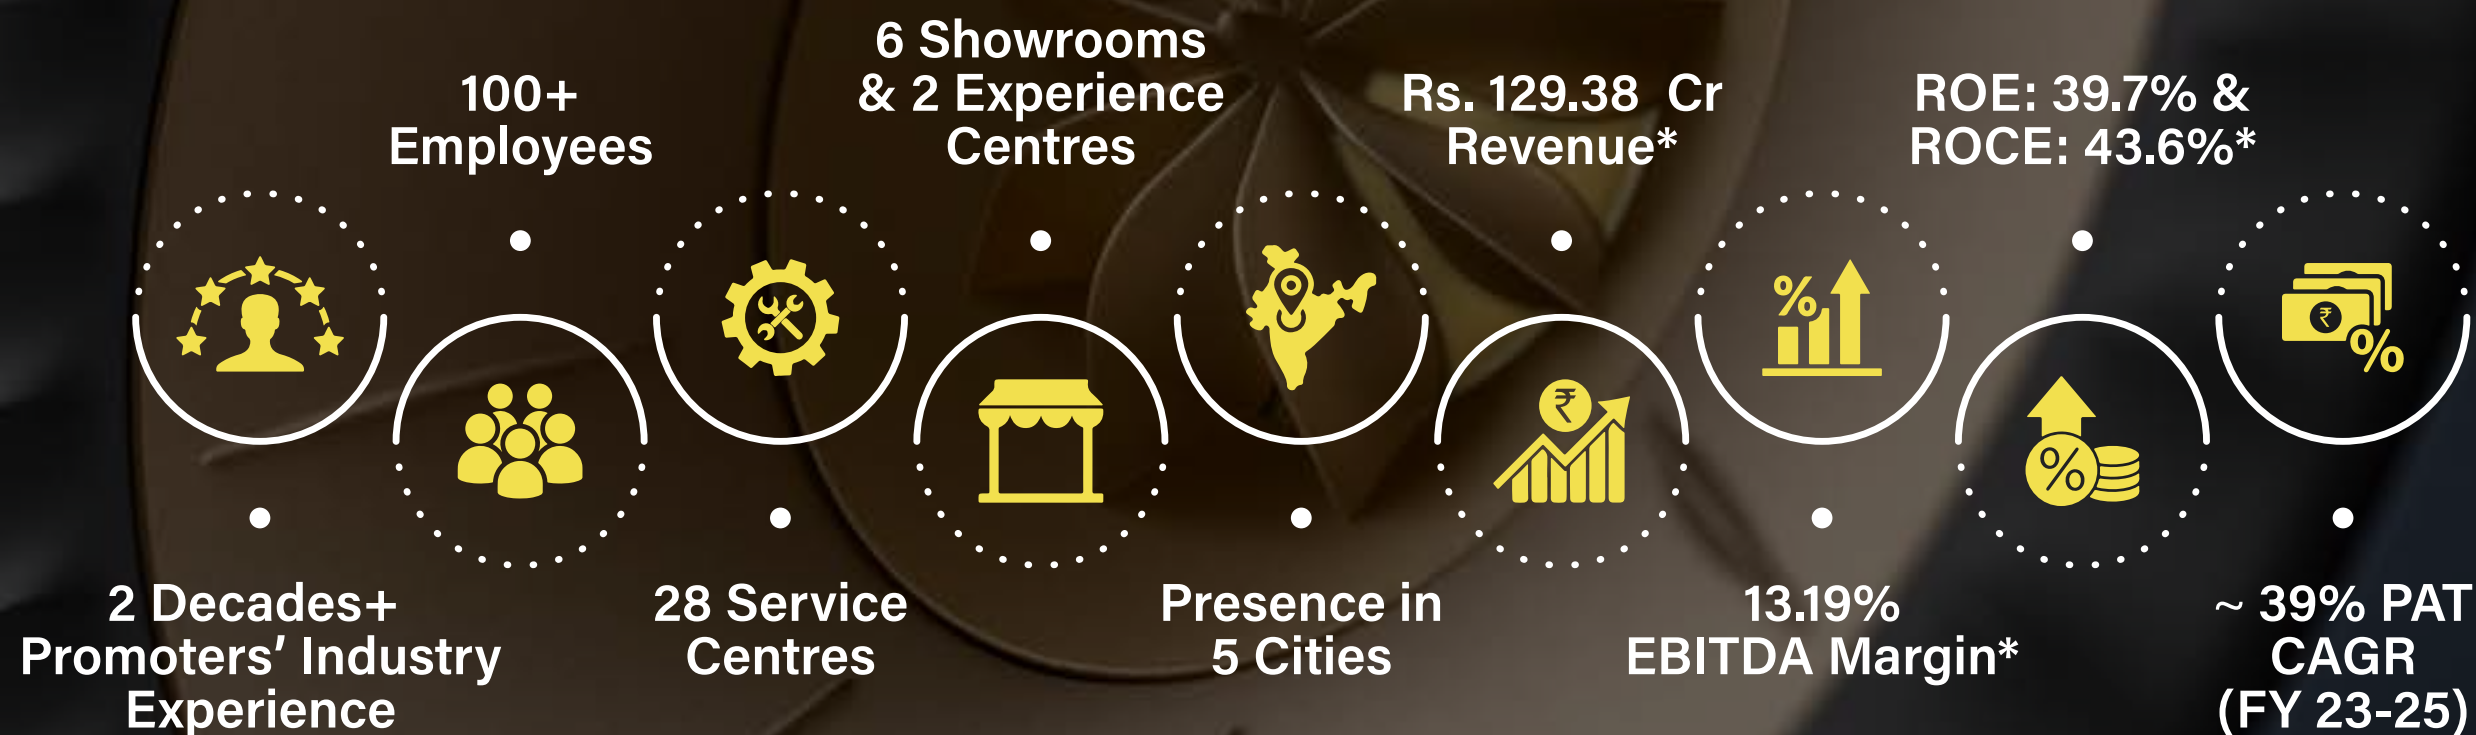 2 Decades+
Promoters’ Industry
Experience
100+
Employees
28 Service
Centres
6 Showrooms
& 2 Experience
Centres
Presence in
5 Cities
Rs. 129.38 Cr
Revenue*
₹
%
13.19%
EBITDA Margin*
ROE: 39.7% &
ROCE: 43.6%*
%
₹
%
~ 39% PAT
CAGR
(FY 23-25)